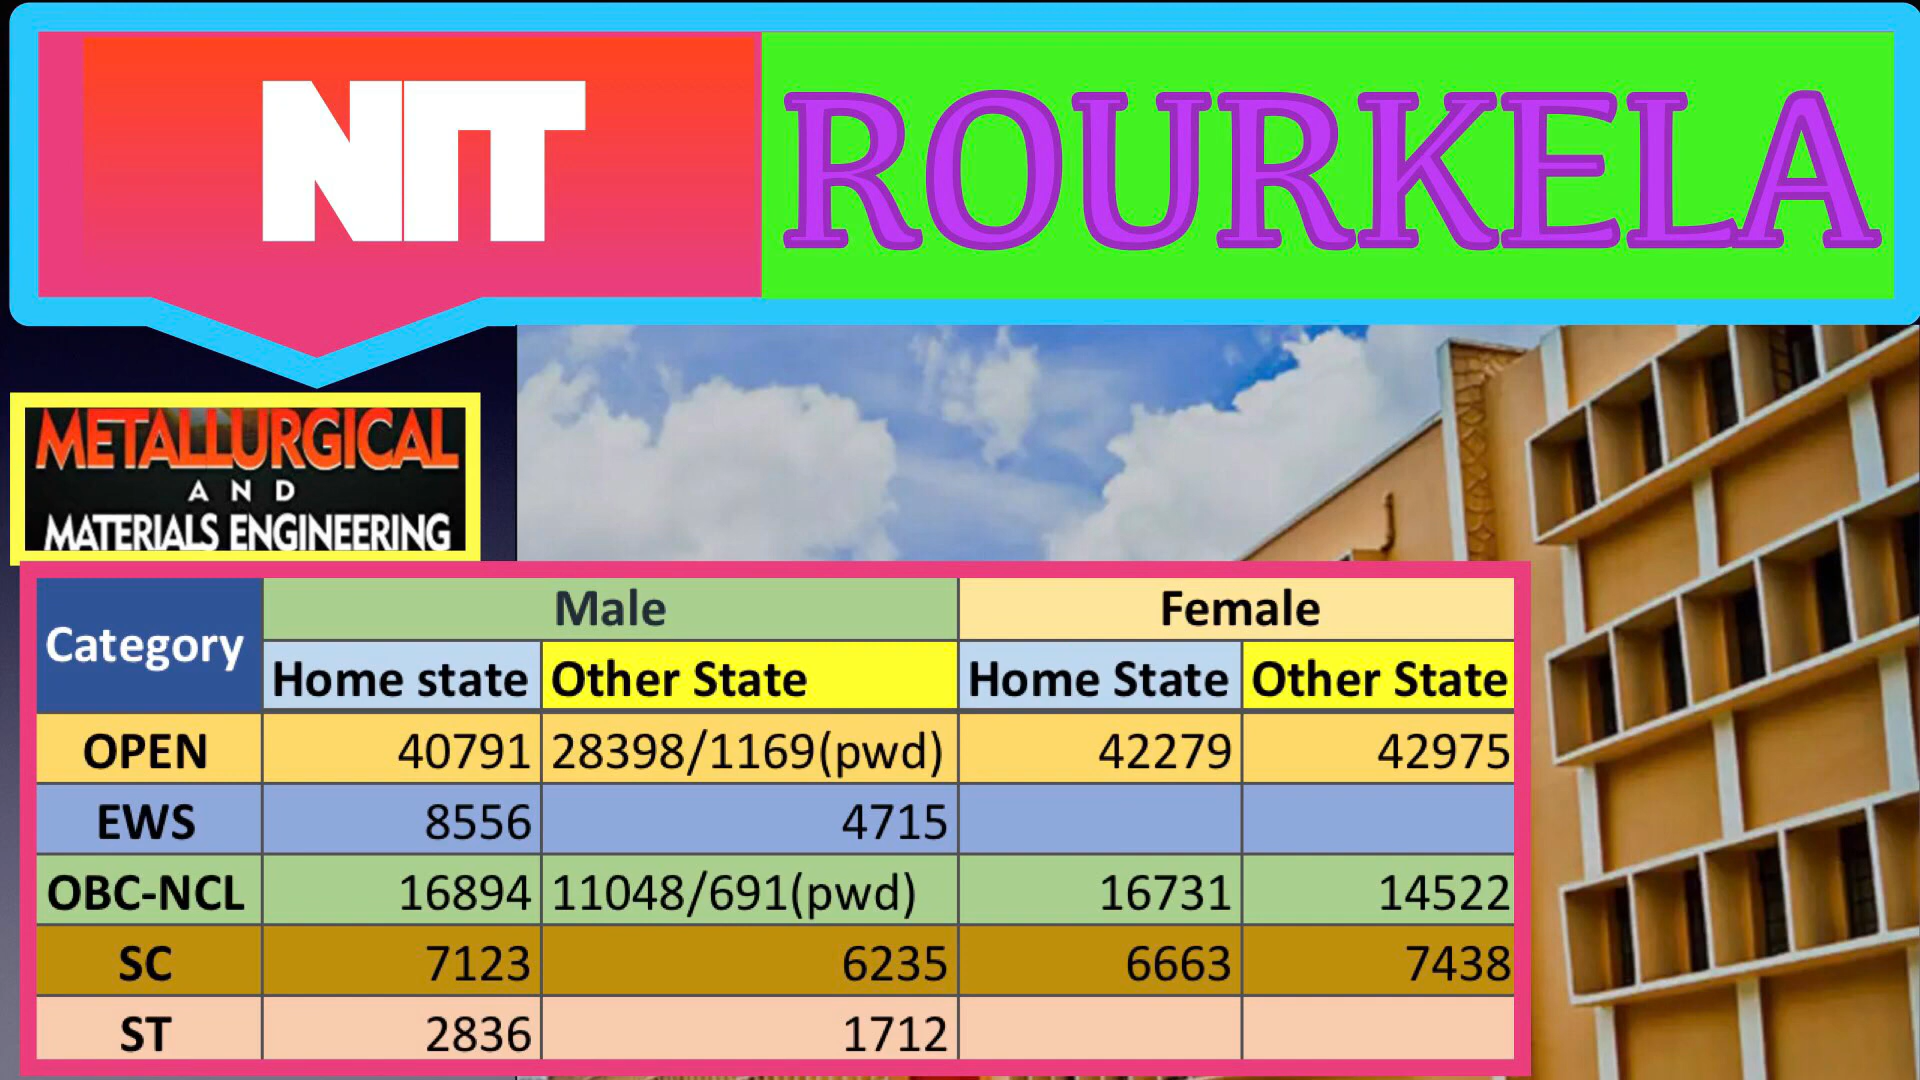 NIT ROURKELA
METALLURGICAL
AND
MATERIALS ENGINEERING
Category Male Female
Home state Other State Home State Other State
OPEN 40791 28398/1169(pwd) 42279 42975
EWS 8556 4715
OBC-NCL 16894 11048/691(pwd) 16731 14522
SC 7123 6235 6663 7438
ST 2836 1712